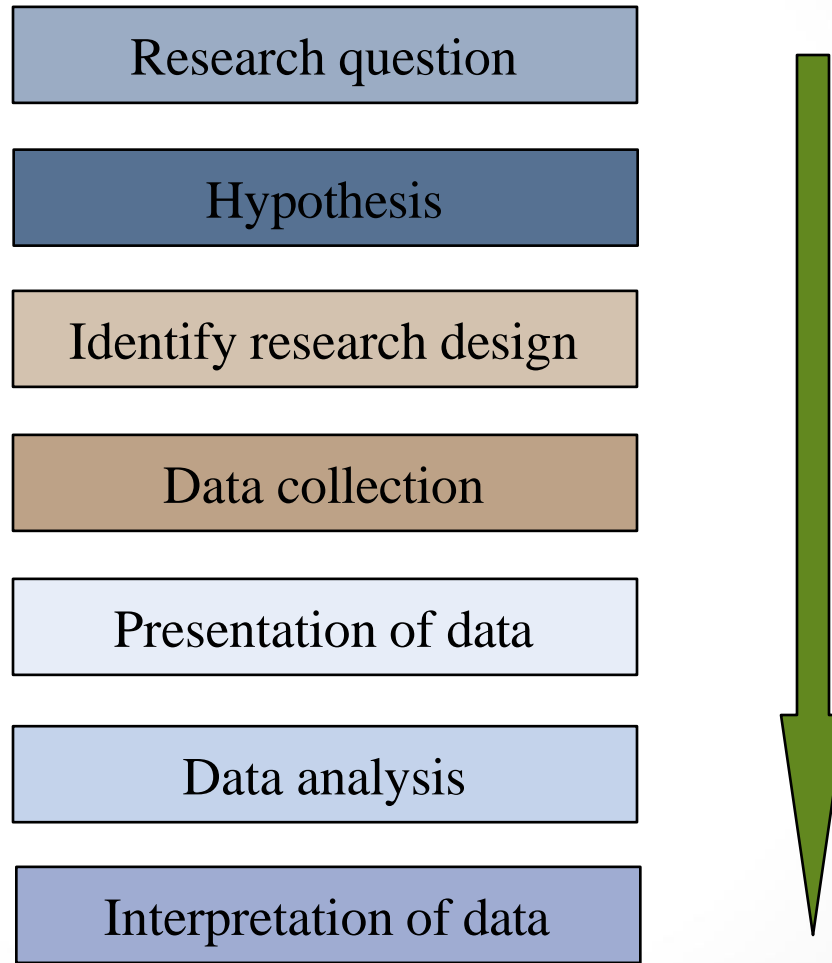 Research question
Hypothesis
Identify research design
Data collection
Presentation of data
Data analysis
Interpretation of data